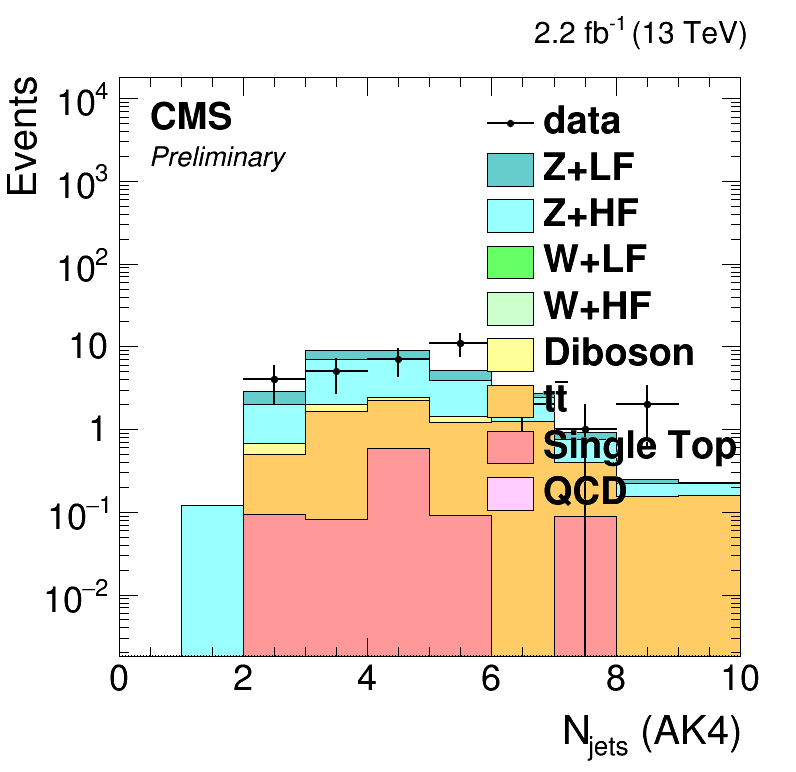 2.2 fb⁻¹ (13 TeV)
CMS
Preliminary
Events
10⁴
10³
10²
10
1
10⁻¹
10⁻²
data
Z+LF
Z+HF
W+LF
W+HF
Diboson
tt̄
Single Top
QCD
0 2 4 6 8 10
N_jets (AK4)